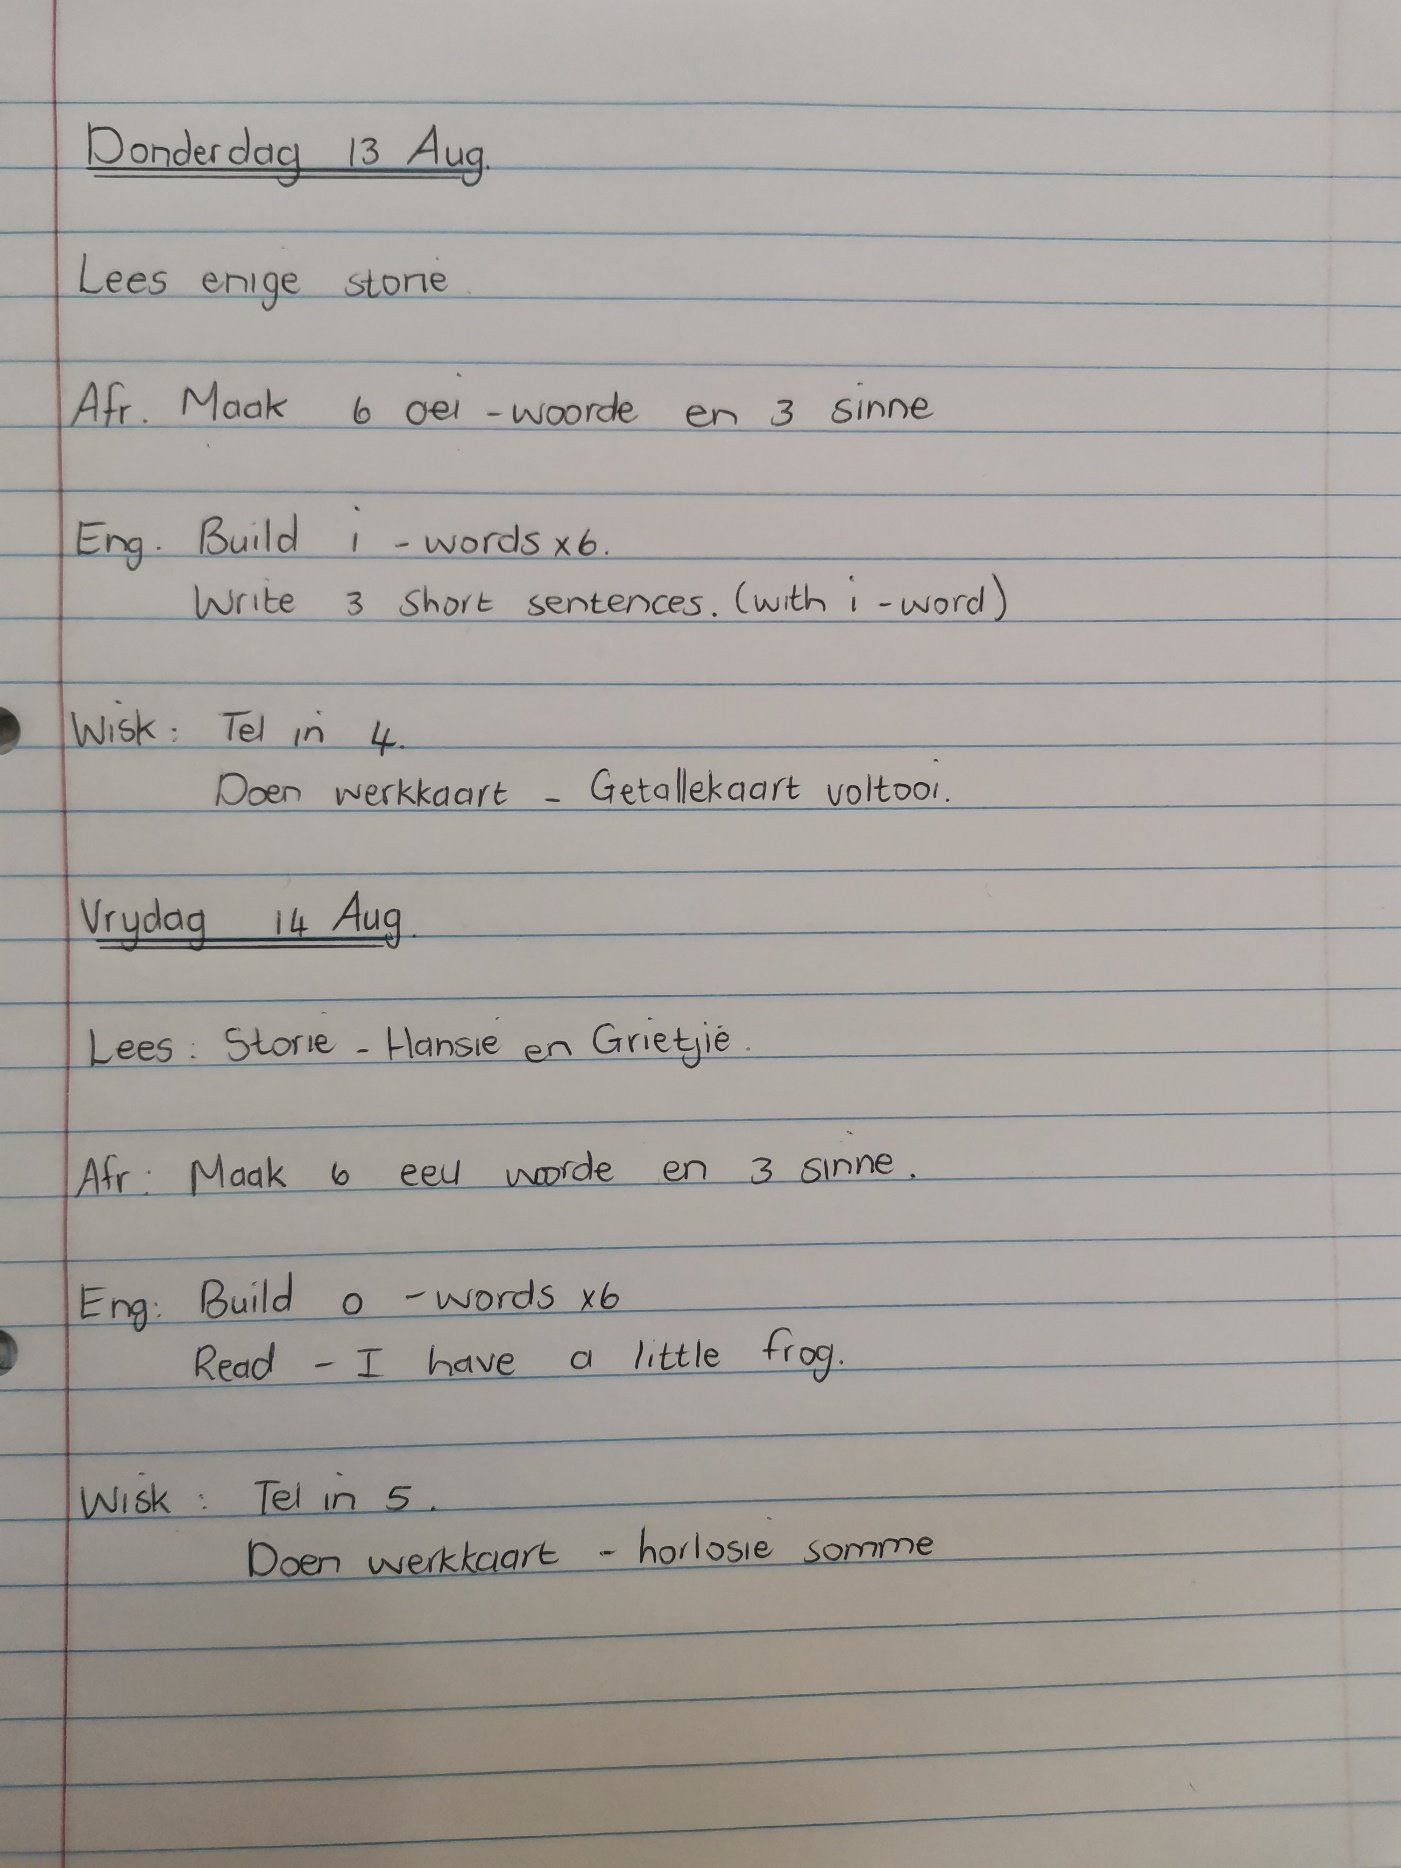 Donderdag 13 Aug.
Lees enige storie
Afr. Maak 6 oei - woorde en 3 sinne
Eng. Build i - words x6.
Write 3 short sentences. (with i - word)
Wisk: Tel in 4.
Doen werkkaart - Getallekaart voltooi.
Vrydag 14 Aug.
Lees: Storie - Hansie en Grietjie.
Afr: Maak 6 eeu woorde en 3 sinne.
Eng: Build o - words x6
Read - I have a little frog.
Wisk: Tel in 5.
Doen werkkaart - horlosie somme